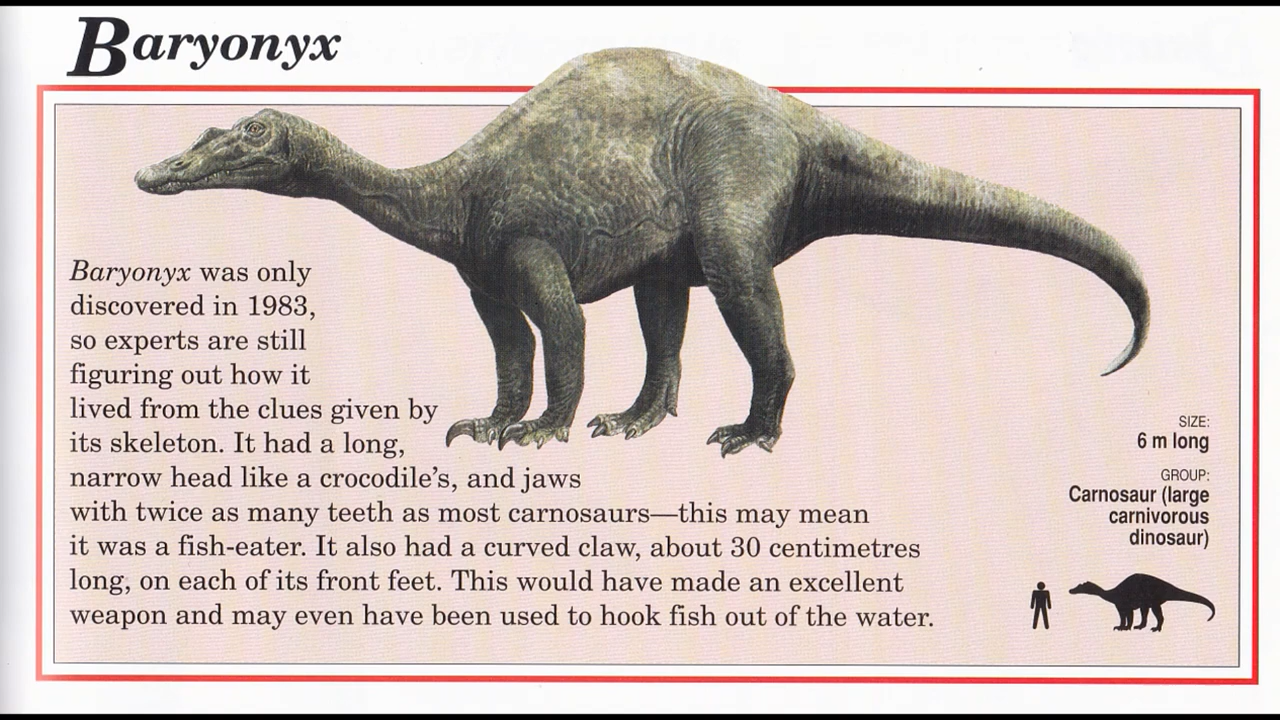 Baryonyx
Baryonyx was only
discovered in 1983,
so experts are still
figuring out how it
lived from the clues given by
its skeleton. It had a long,
narrow head like a crocodile's, and jaws
with twice as many teeth as most carnosaurs—this may mean
it was a fish-eater. It also had a curved claw, about 30 centimetres
long, on each of its front feet. This would have made an excellent
weapon and may even have been used to hook fish out of the water.
SIZE:
6 m long
GROUP:
Carnosaur (large
carnivorous
dinosaur)